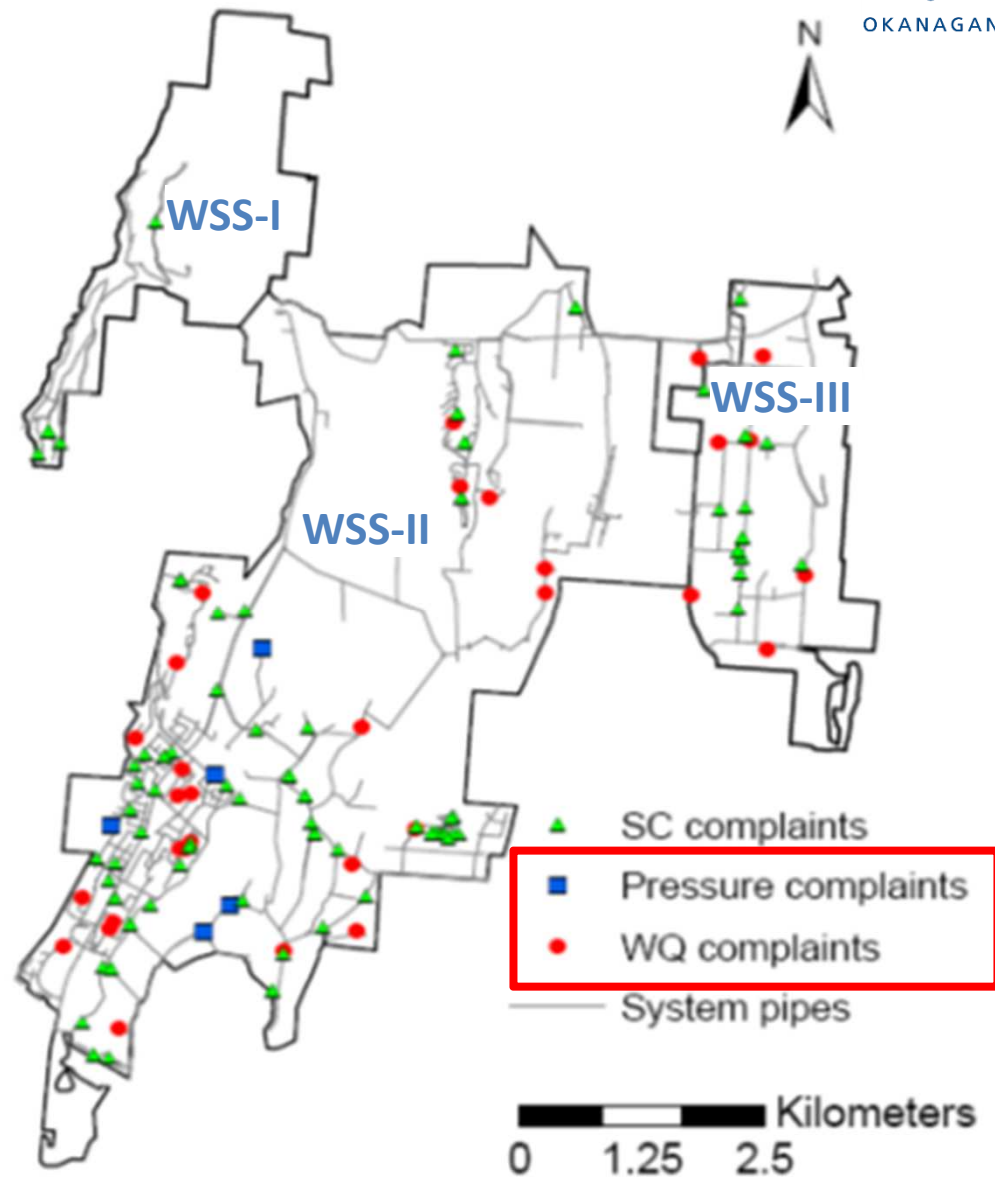 OKANAGAN
N
WSS-I
WSS-III
WSS-II
SC complaints
Pressure complaints
WQ complaints
System pipes
Kilometers
0 1.25 2.5